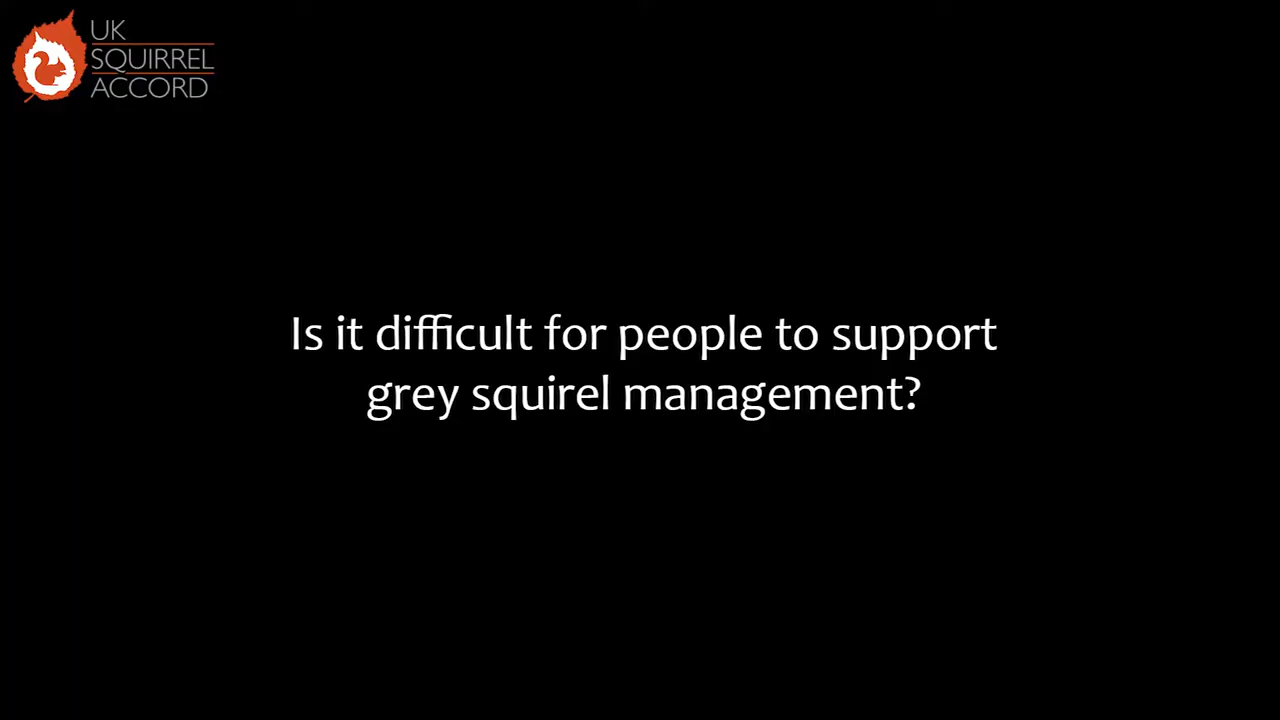 UK
SQUIRREL
ACCORD
Is it difficult for people to support
grey squirel management?